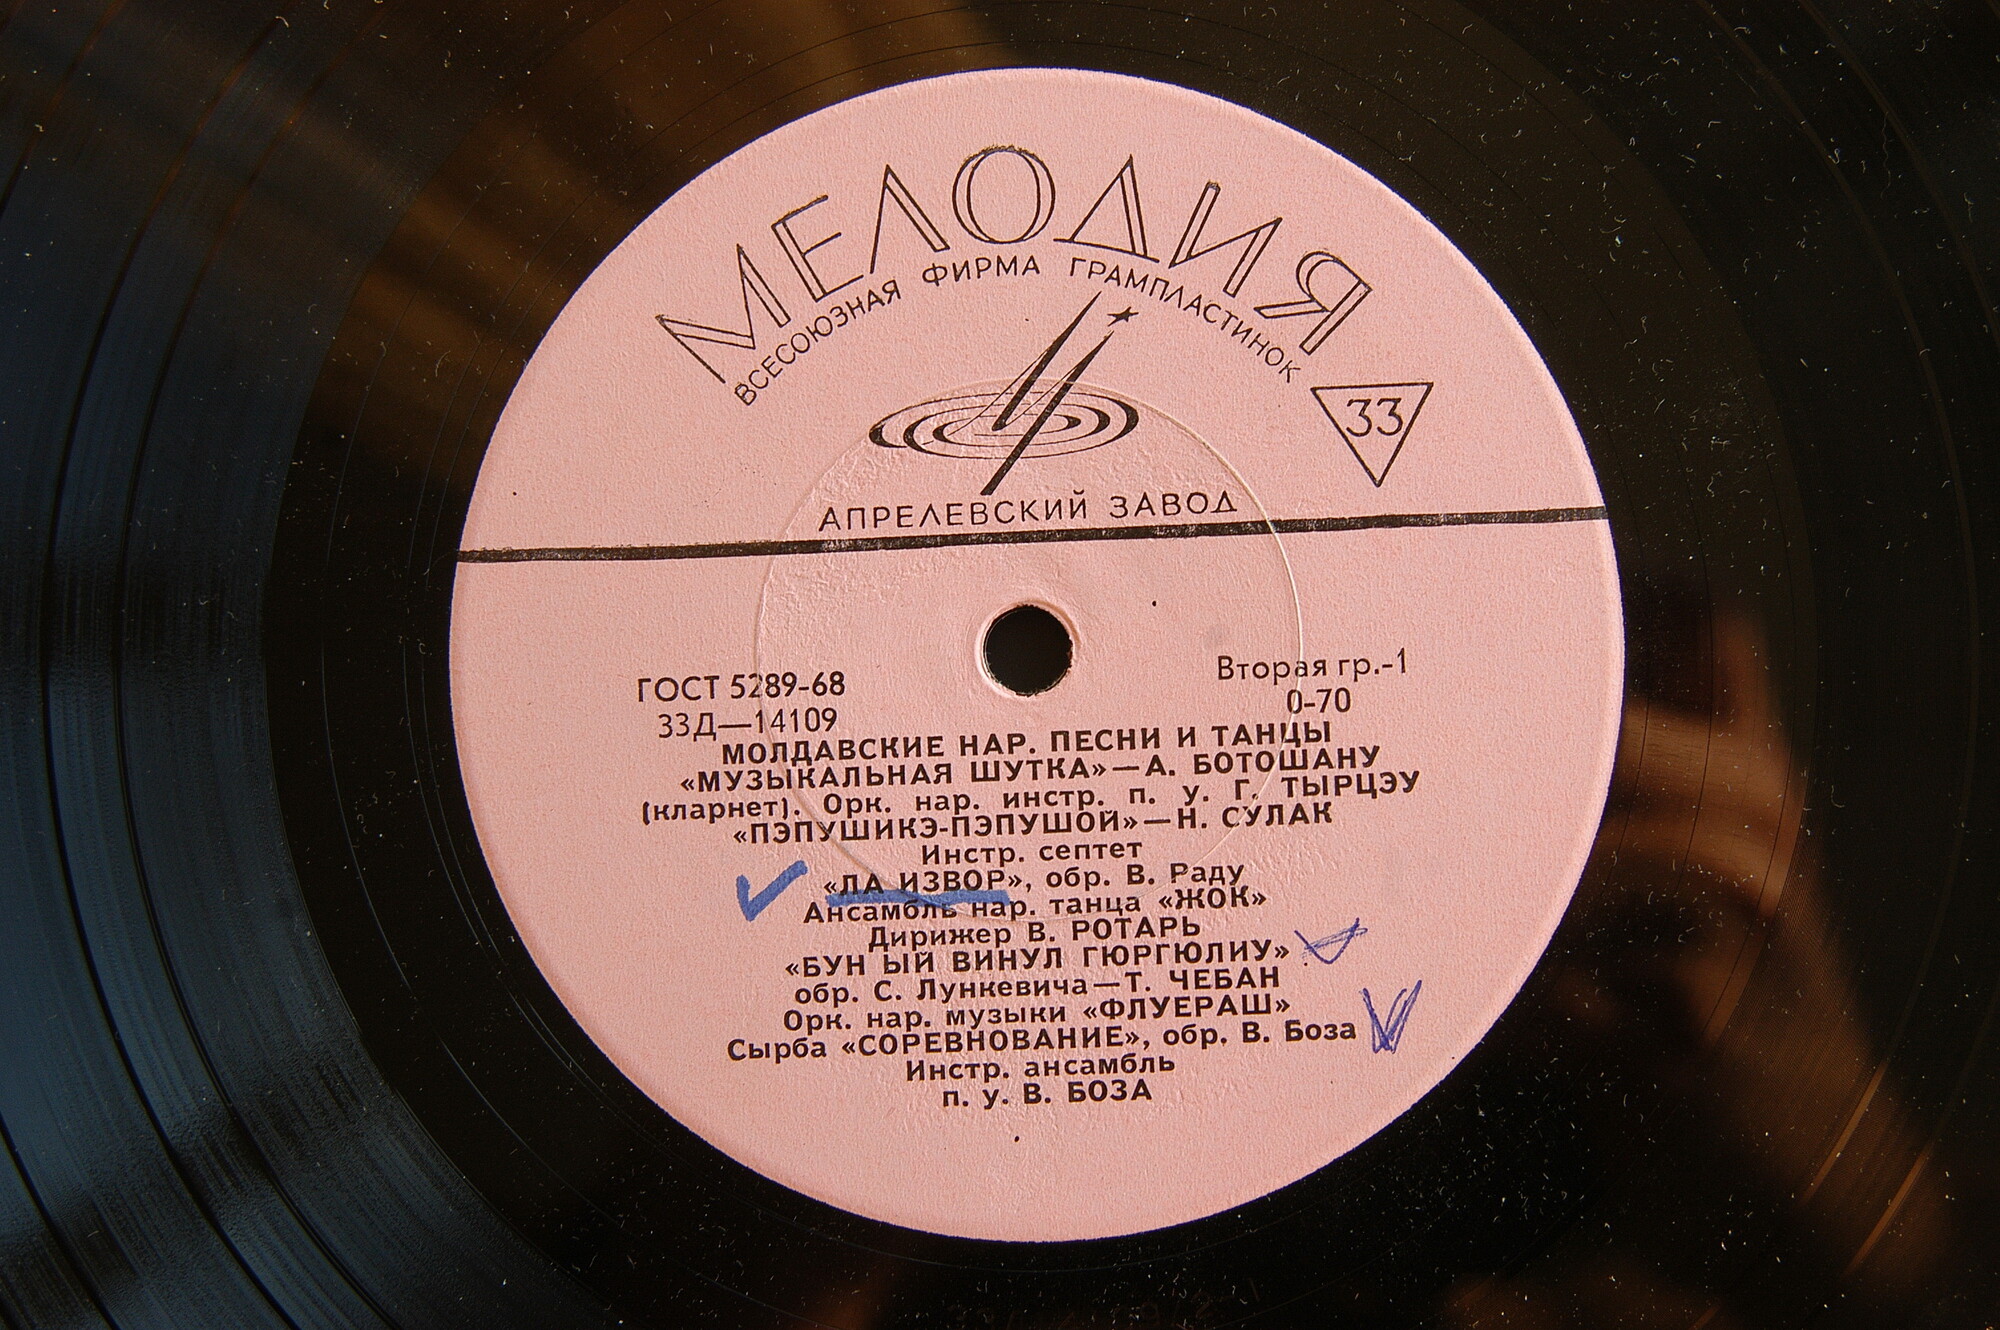 МЕЛОДИЯ
ВСЕСОЮЗНАЯ ФИРМА ГРАМПЛАСТИНОК
33
АПРЕЛЕВСКИЙ ЗАВОД
ГОСТ 5289-68
Вторая гр.-1
33Д—14109
0-70
МОЛДАВСКИЕ НАР. ПЕСНИ И ТАНЦЫ
«МУЗЫКАЛЬНАЯ ШУТКА»—А. БОТОШАНУ
(кларнет). Орк. нар. инстр. п. у. Г. ТЫРЦЭУ
«ПЭПУШИКЭ-ПЭПУШОЙ»—Н. СУЛАК
Инстр. септет
«ЛА ИЗВОР», обр. В. Раду
Ансамбль нар. танца «ЖОК»
Дирижер В. РОТАРЬ
«БУН ЫЙ ВИНУЛ ГЮРГЮЛИУ»
обр. С. Лункевича—Т. ЧЕБАН
Орк. нар. музыки «ФЛУЕРАШ»
Сырба «СОРЕВНОВАНИЕ», обр. В. Боза
Инстр. ансамбль
п. у. В. БОЗА